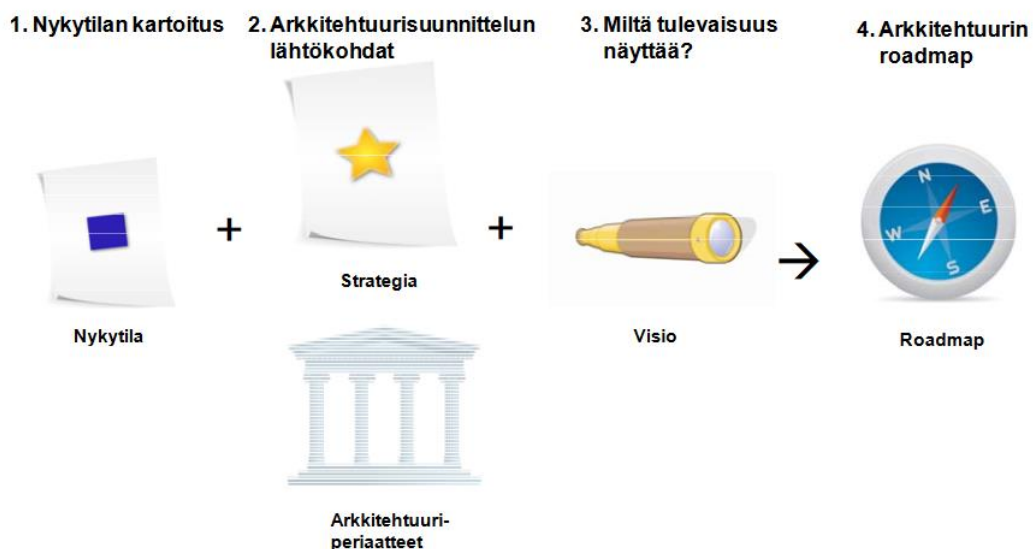 1. Nykytilan kartoitus
2. Arkkitehtuurisuunnittelun
lähtökohdat
3. Miltä tulevaisuus
näyttää?
4. Arkkitehtuurin
roadmap
+
+
→
N
E
W
S
Nykytila
Strategia
Arkkitehtuuri-
periaatteet
Visio
Roadmap